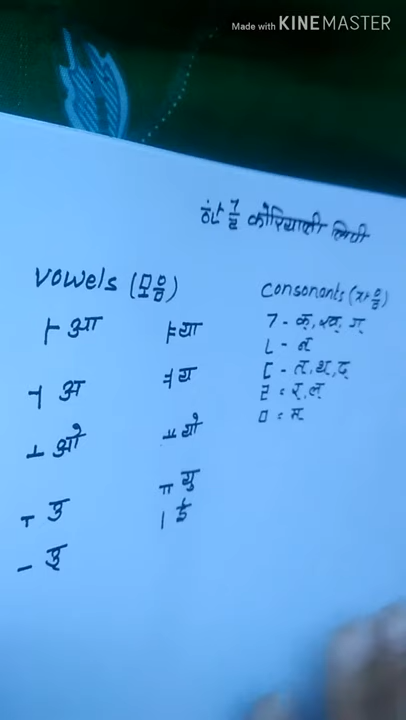 Made with KINEMASTER
한글 कोरियाली लिपी
vowels (모음)
ㅏ आ ㅑ या
ㅓ अ ㅕ य
ㅗ ओ ㅛ यो
ㅜ उ ㅠ यु
ㅡ उ ㅣ ई
consonants (자음)
ㄱ - क्, ख्, ग्
ㄴ - न्
ㄷ - त्, थ्, द्
ㄹ = र्, ल्
ㅁ = म्